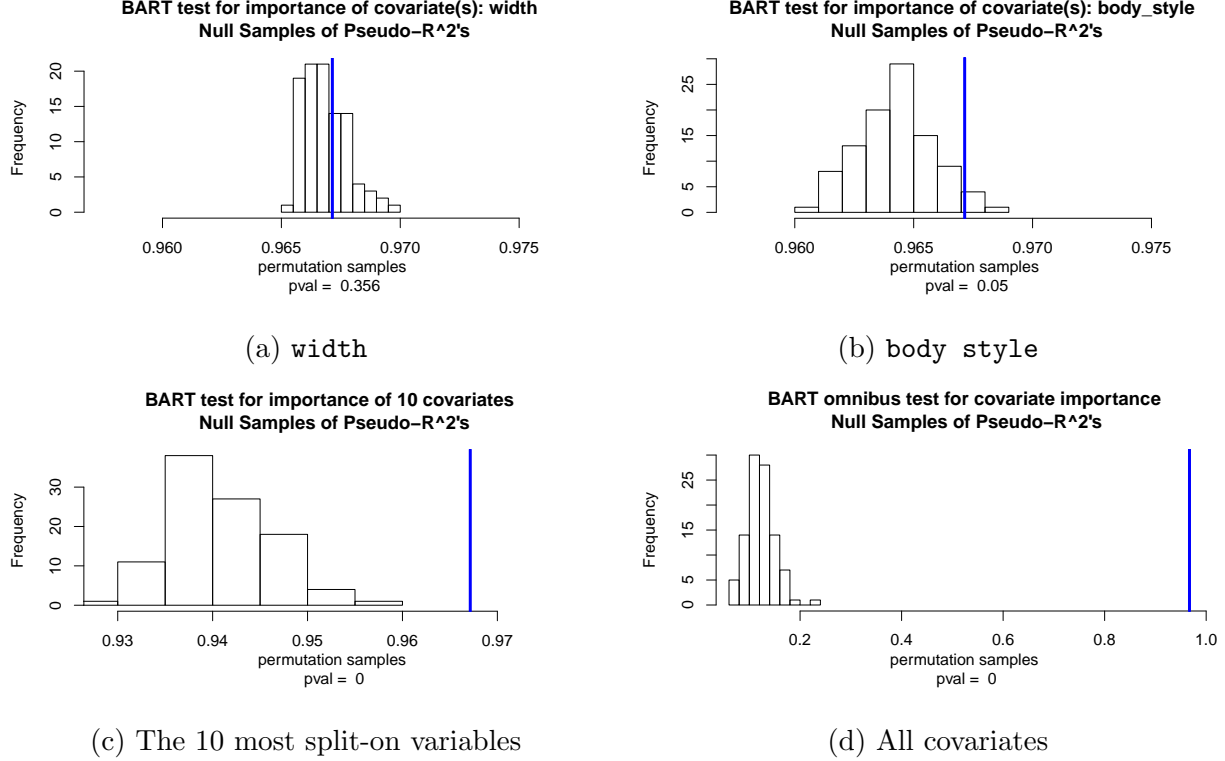 BART test for importance of covariate(s): width
Null Samples of Pseudo−R^2's
Frequency
0 5 10 15 20
0.960 0.965 0.970 0.975
permutation samples
pval = 0.356
(a) width
BART test for importance of covariate(s): body_style
Null Samples of Pseudo−R^2's
Frequency
0 5 15 25
0.960 0.965 0.970 0.975
permutation samples
pval = 0.05
(b) body style
BART test for importance of 10 covariates
Null Samples of Pseudo−R^2's
Frequency
0 10 20 30
0.93 0.94 0.95 0.96 0.97
permutation samples
pval = 0
(c) The 10 most split-on variables
BART omnibus test for covariate importance
Null Samples of Pseudo−R^2's
Frequency
0 5 15 25
0.2 0.4 0.6 0.8 1.0
permutation samples
pval = 0
(d) All covariates